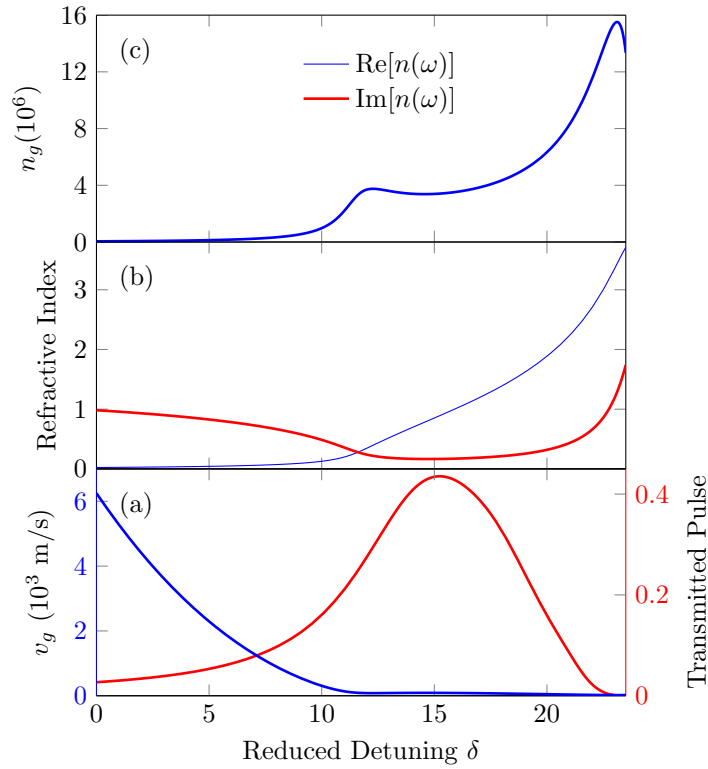 16
12
8
4
0
n_g(10^6)
(c)
Re[n(ω)]
Im[n(ω)]
3
2
1
0
Refractive Index
(b)
6
4
2
0
v_g (10^3 m/s)
(a)
0.4
0.2
0
Transmitted Pulse
0 5 10 15 20
Reduced Detuning δ